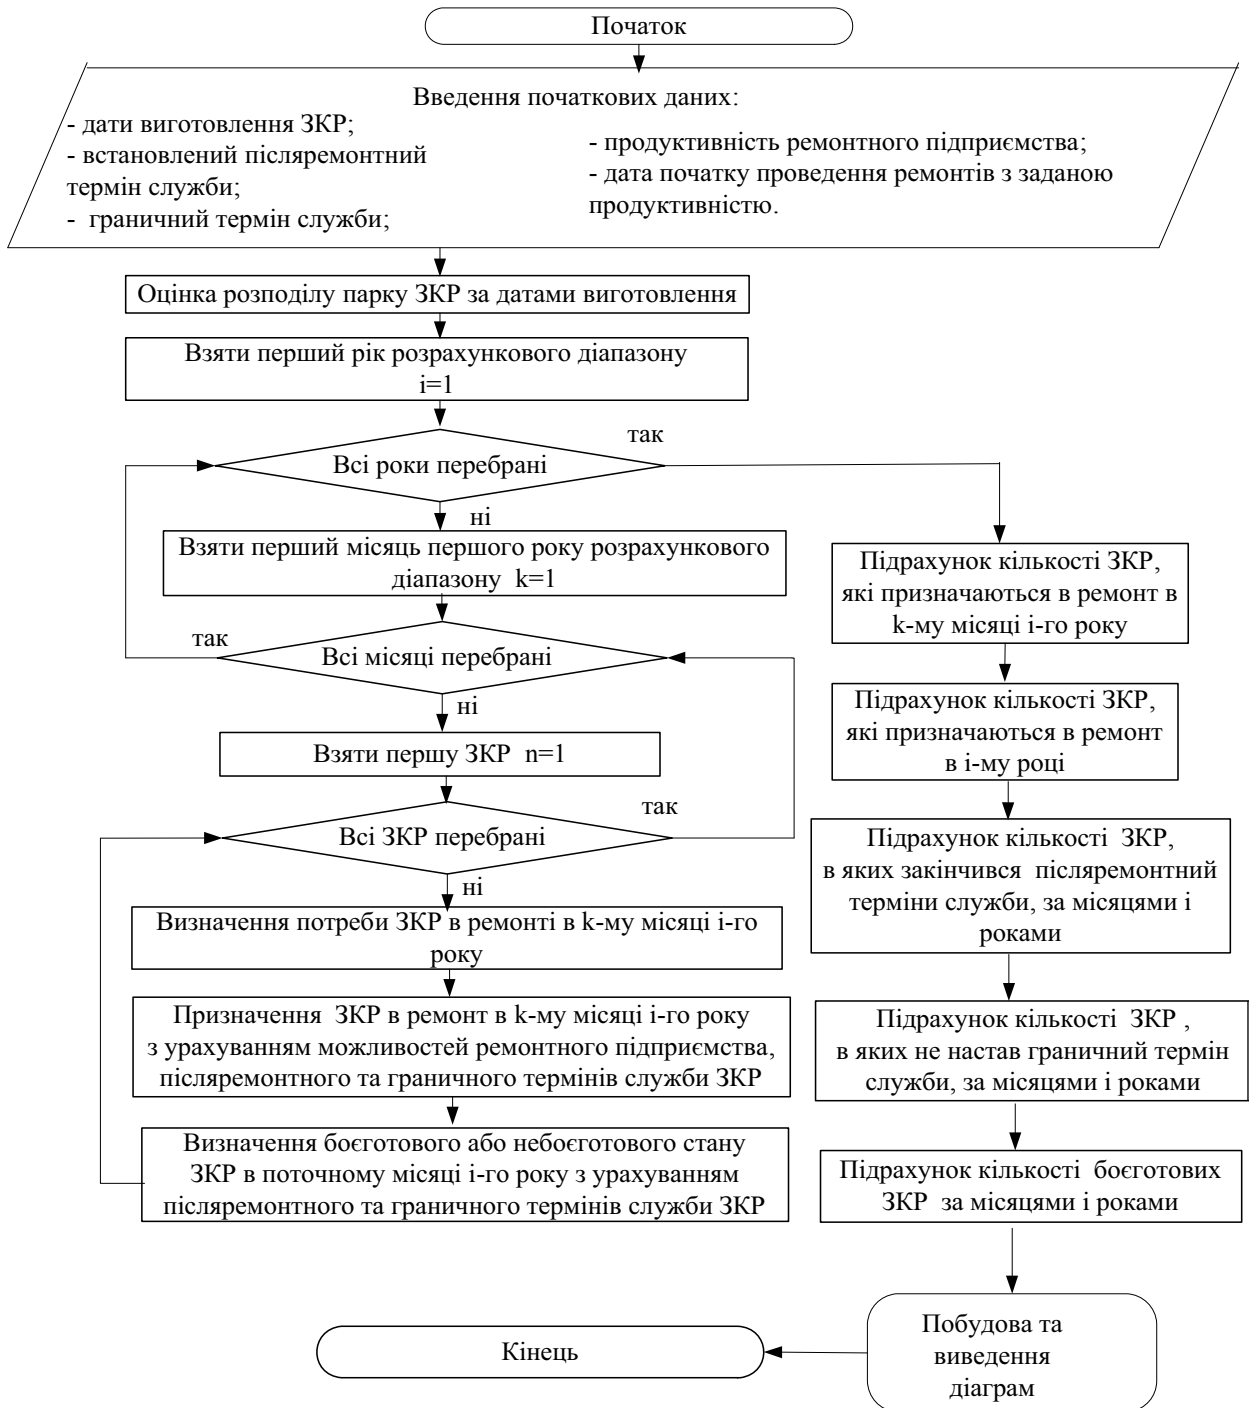 Початок
Введення початкових даних:
- дати виготовлення ЗКР;
- встановлений післяремонтний
термін служби;
- граничний термін служби;
- продуктивність ремонтного підприємства;
- дата початку проведення ремонтів з заданою
продуктивністю.
Оцінка розподілу парку ЗКР за датами виготовлення
Взяти перший рік розрахункового діапазону
i=1
так
Всі роки перебрані
ні
Взяти перший місяць першого року розрахункового
діапазону k=1
так
Всі місяці перебрані
ні
Взяти першу ЗКР n=1
так
Всі ЗКР перебрані
ні
Визначення потреби ЗКР в ремонті в k-му місяці i-го
року
Призначення ЗКР в ремонт в k-му місяці i-го року
з урахуванням можливостей ремонтного підприємства,
післяремонтного та граничного термінів служби ЗКР
Визначення боєготового або небоєготового стану
ЗКР в поточному місяці i-го року з урахуванням
післяремонтного та граничного термінів служби ЗКР
Підрахунок кількості ЗКР,
які призначаються в ремонт в
k-му місяці i-го року
Підрахунок кількості ЗКР,
які призначаються в ремонт
в i-му році
Підрахунок кількості ЗКР,
в яких закінчився післяремонтний
терміни служби, за місяцями і
роками
Підрахунок кількості ЗКР ,
в яких не настав граничний термін
служби, за місяцями і роками
Підрахунок кількості боєготових
ЗКР за місяцями і роками
Побудова та
виведення
діаграм
Кінець